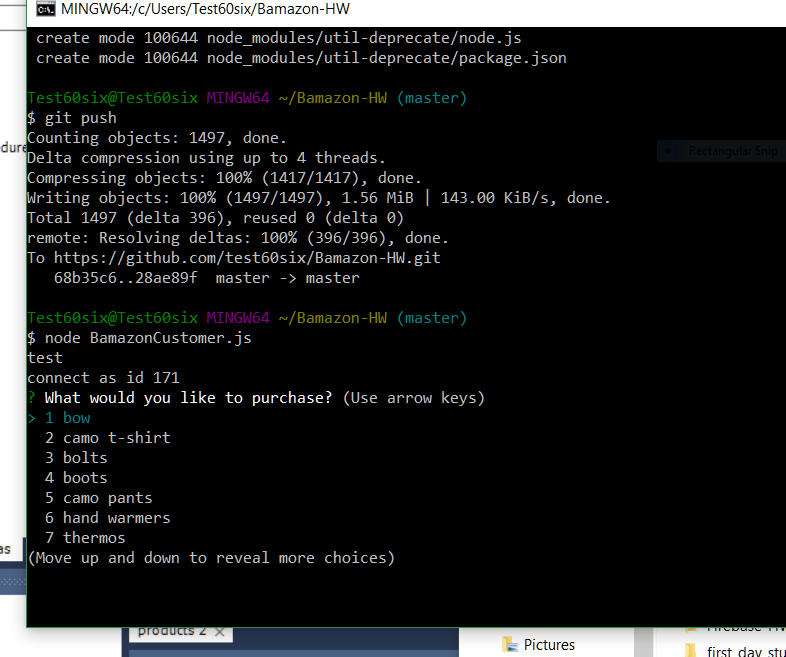 MINGW64:/c/Users/Test60six/Bamazon-HW
create mode 100644 node_modules/util-deprecate/node.js
create mode 100644 node_modules/util-deprecate/package.json
Test60six@Test60six MINGW64 ~/Bamazon-HW (master)
$ git push
Counting objects: 1497, done.
Delta compression using up to 4 threads.
Compressing objects: 100% (1417/1417), done.
Writing objects: 100% (1497/1497), 1.56 MiB | 143.00 KiB/s, done.
Total 1497 (delta 396), reused 0 (delta 0)
remote: Resolving deltas: 100% (396/396), done.
To https://github.com/test60six/Bamazon-HW.git
68b35c6..28ae89f master -> master
Test60six@Test60six MINGW64 ~/Bamazon-HW (master)
$ node BamazonCustomer.js
test
connect as id 171
? What would you like to purchase? (Use arrow keys)
> 1 bow
2 camo t-shirt
3 bolts
4 boots
5 camo pants
6 hand warmers
7 thermos
(Move up and down to reveal more choices)
Rectangular Snip
dure
as
products 2
Pictures
first_day_stu